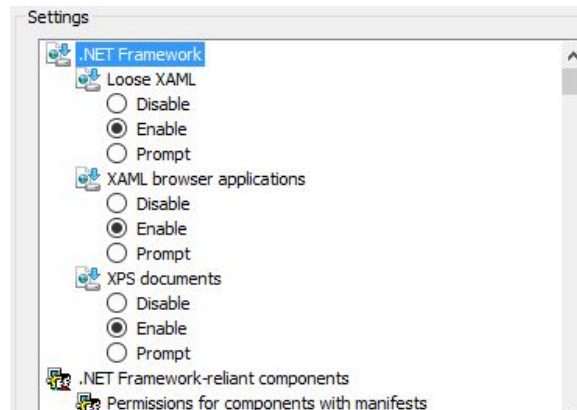 Settings
.NET Framework
Loose XAML
Disable
Enable
Prompt
XAML browser applications
Disable
Enable
Prompt
XPS documents
Disable
Enable
Prompt
.NET Framework-reliant components
Permissions for components with manifests